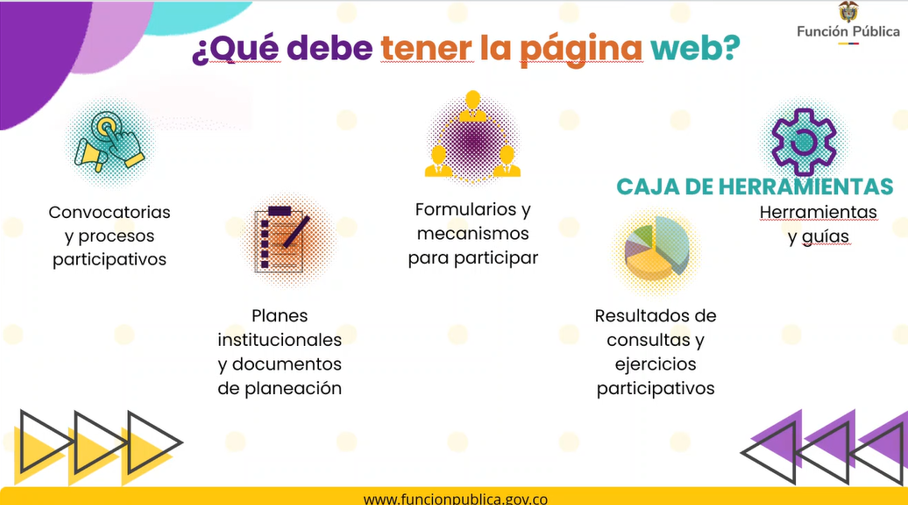 ¿Qué debe tener la página web?
Función Pública
Convocatorias
y procesos
participativos
Planes
institucionales
y documentos
de planeación
Formularios y
mecanismos
para participar
Resultados de
consultas y
ejercicios
participativos
CAJA DE HERRAMIENTAS
Herramientas
y guías
www.funcionpublica.gov.co